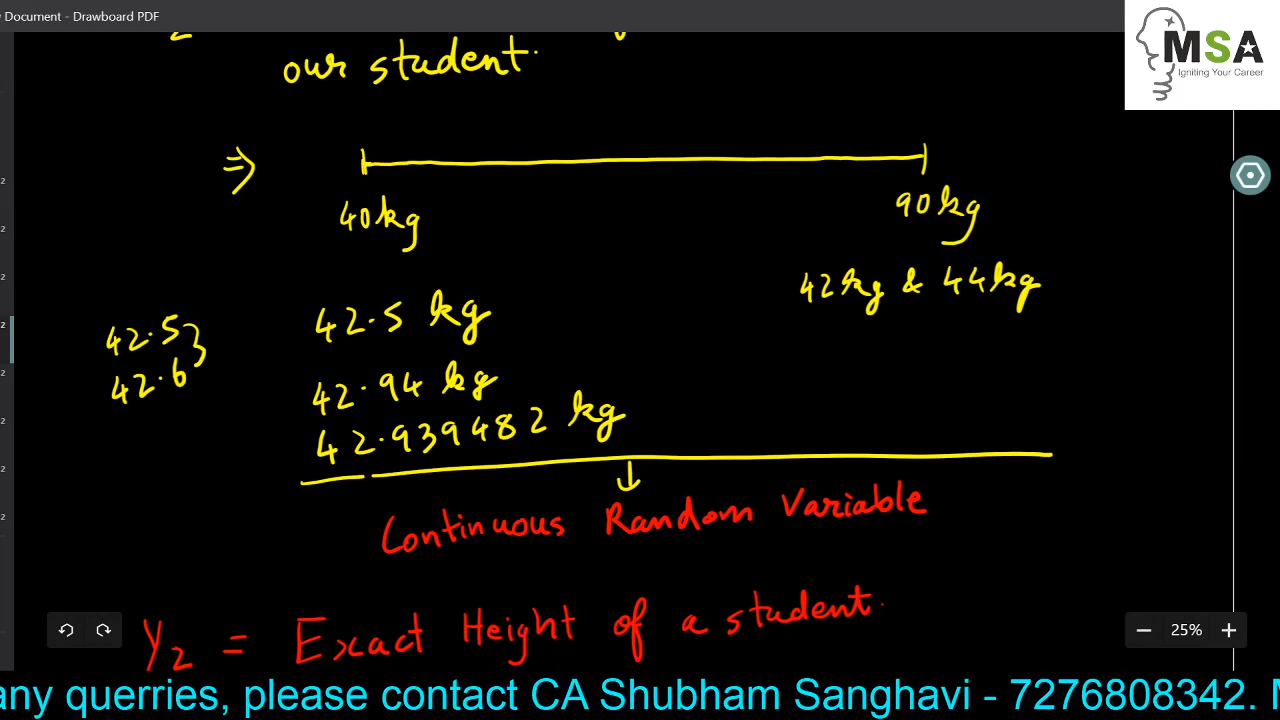 Document - Drawboard PDF
MSA
Igniting Your Career
our student.
⇒
40kg
90kg
42kg & 44kg
42.5
42.6
42.5 kg
42.94 kg
42.939482 kg
Continuous Random Variable
Y2 = Exact Height of a student.
25%
any querries, please contact CA Shubham Sanghavi - 7276808342.